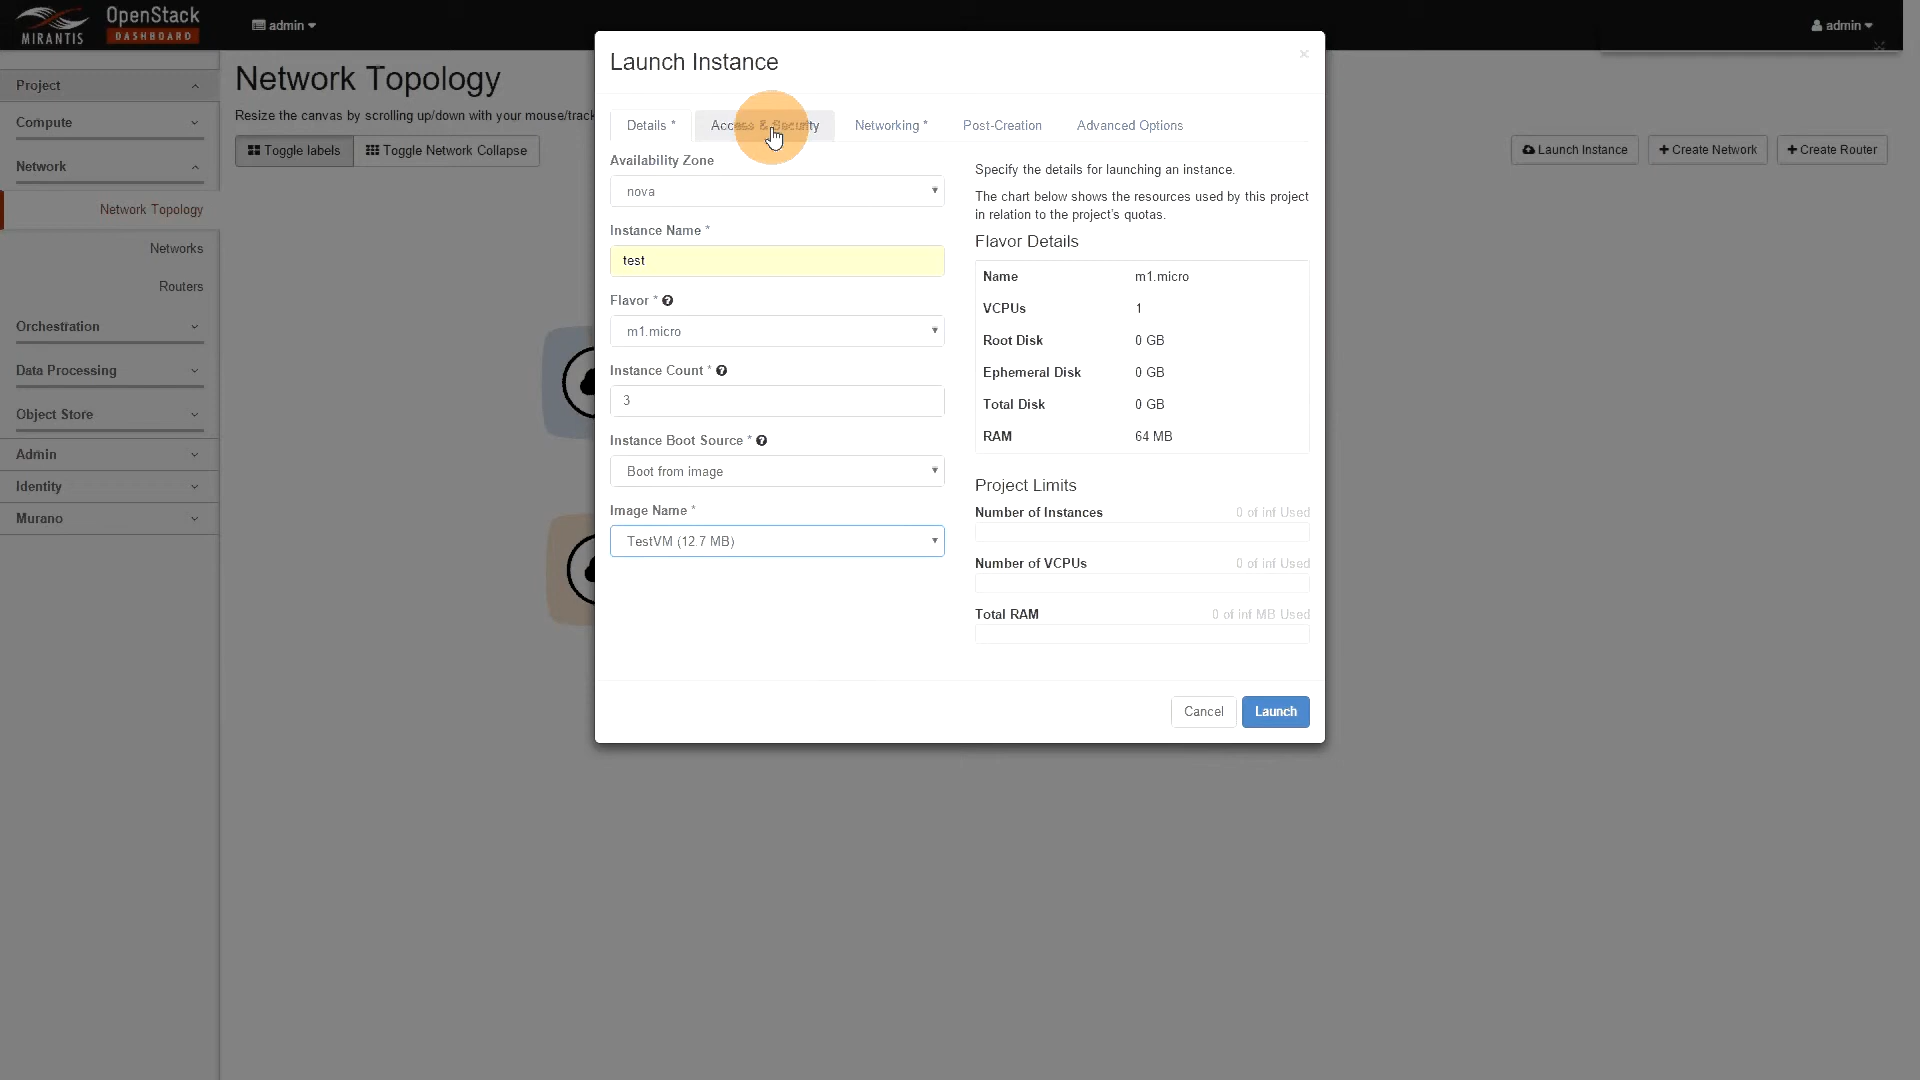 MIRANTIS
OpenStack
DASHBOARD
admin
admin
Project
Compute
Network
Network Topology
Networks
Routers
Orchestration
Data Processing
Object Store
Admin
Identity
Murano
Network Topology
Resize the canvas by scrolling up/down with your mouse/track
Toggle labels
Toggle Network Collapse
Launch Instance
Create Network
Create Router
Launch Instance
×
Details *
Access & Security
Networking *
Post-Creation
Advanced Options
Availability Zone
nova
Instance Name *
test
Flavor *
m1.micro
Instance Count *
3
Instance Boot Source *
Boot from image
Image Name *
TestVM (12.7 MB)
Specify the details for launching an instance.
The chart below shows the resources used by this project
in relation to the project's quotas.
Flavor Details
Name m1.micro
VCPUs 1
Root Disk 0 GB
Ephemeral Disk 0 GB
Total Disk 0 GB
RAM 64 MB
Project Limits
Number of Instances 0 of inf Used
Number of VCPUs 0 of inf Used
Total RAM 0 of inf MB Used
Cancel
Launch